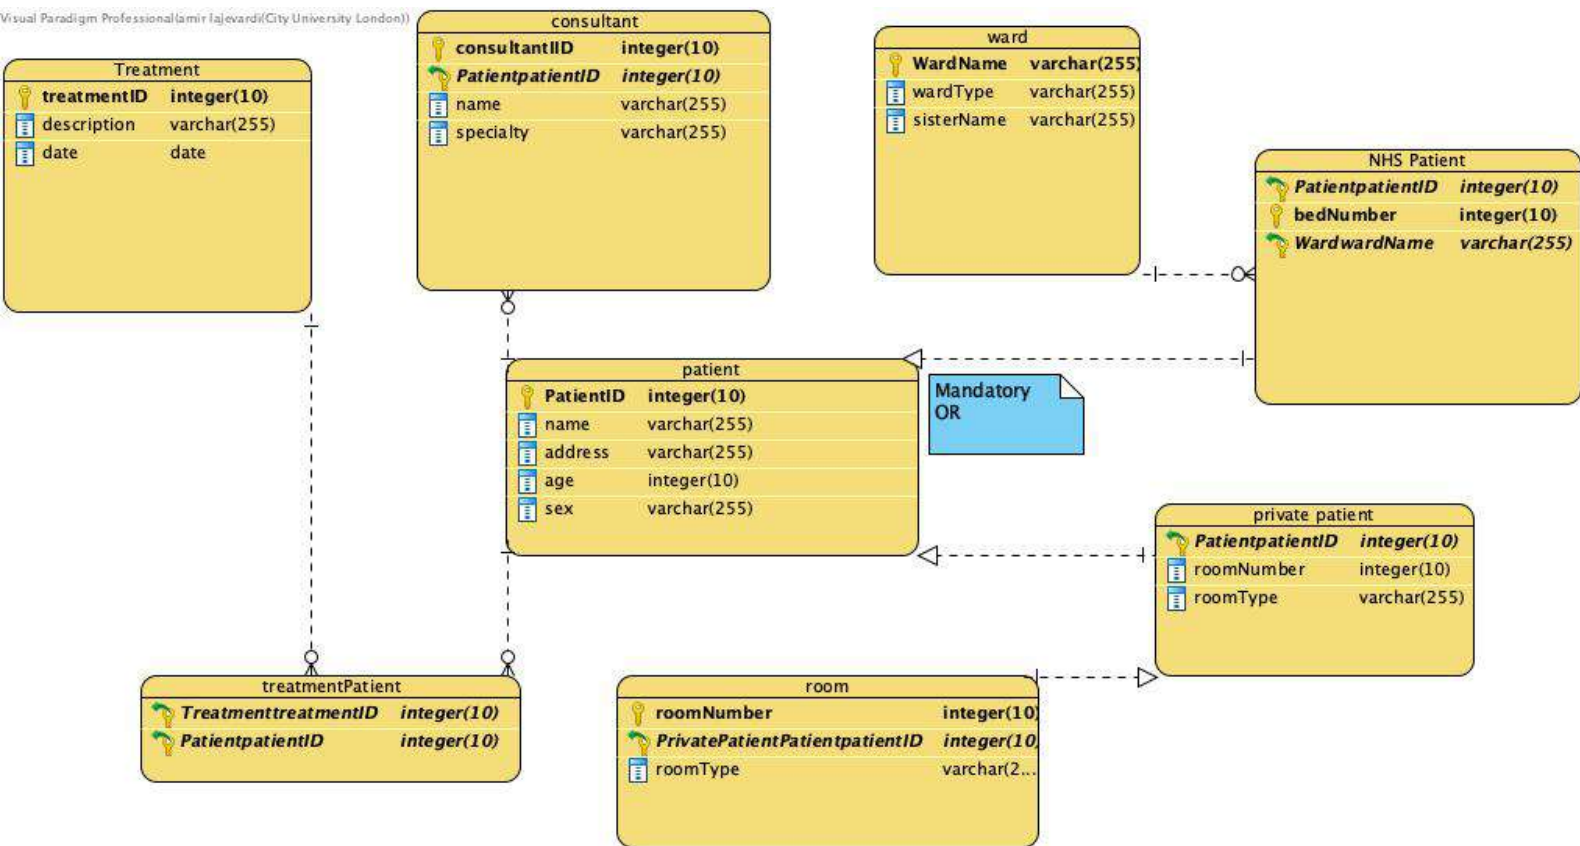 Visual Paradigm Professional(amir lajevardi(City University London))
Treatment
treatmentID integer(10)
description varchar(255)
date date
consultant
consultantIID integer(10)
PatientpatientID integer(10)
name varchar(255)
specialty varchar(255)
ward
WardName varchar(255)
wardType varchar(255)
sisterName varchar(255)
NHS Patient
PatientpatientID integer(10)
bedNumber integer(10)
WardwardName varchar(255)
patient
PatientID integer(10)
name varchar(255)
address varchar(255)
age integer(10)
sex varchar(255)
Mandatory
OR
private patient
PatientpatientID integer(10)
roomNumber integer(10)
roomType varchar(255)
treatmentPatient
TreatmenttreatmentID integer(10)
PatientpatientID integer(10)
room
roomNumber integer(10)
PrivatePatientPatientpatientID integer(10)
roomType varchar(2...